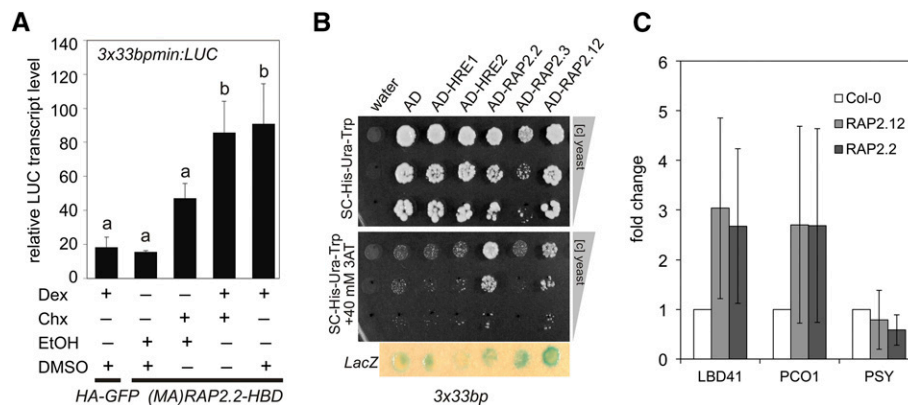 A
3x33bpmin:LUC
relative LUC transcript level
140
120
100
80
60
40
20
0
a
a
a
b
b
Dex + – – + +
Chx – – + + –
EtOH – + + – –
DMSO + + – – +
HA-GFP (MA)RAP2.2-HBD
B
water
AD
AD-HRE1
AD-HRE2
AD-RAP2.2
AD-RAP2.3
AD-RAP2.12
SC-His-Ura-Trp
[c] yeast
SC-His-Ura-Trp
+40 mM 3AT
[c] yeast
LacZ
3x33bp
C
fold change
6
5
4
3
2
1
0
Col-0
RAP2.12
RAP2.2
LBD41
PCO1
PSY